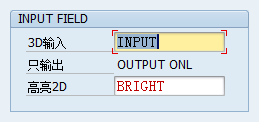 INPUT FIELD
3D输入 INPUT
只输出 OUTPUT ONL
高亮2D BRIGHT